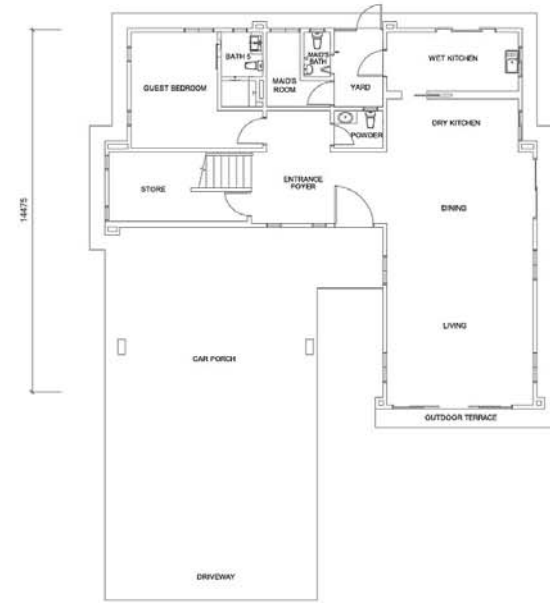 BATH 5
MAID'S
BATH
WET KITCHEN
GUEST BEDROOM
MAID'S
ROOM
YARD
DRY KITCHEN
POWDER
ENTRANCE
FOYER
STORE
14475
DINING
LIVING
CAR PORCH
OUTDOOR TERRACE
DRIVEWAY